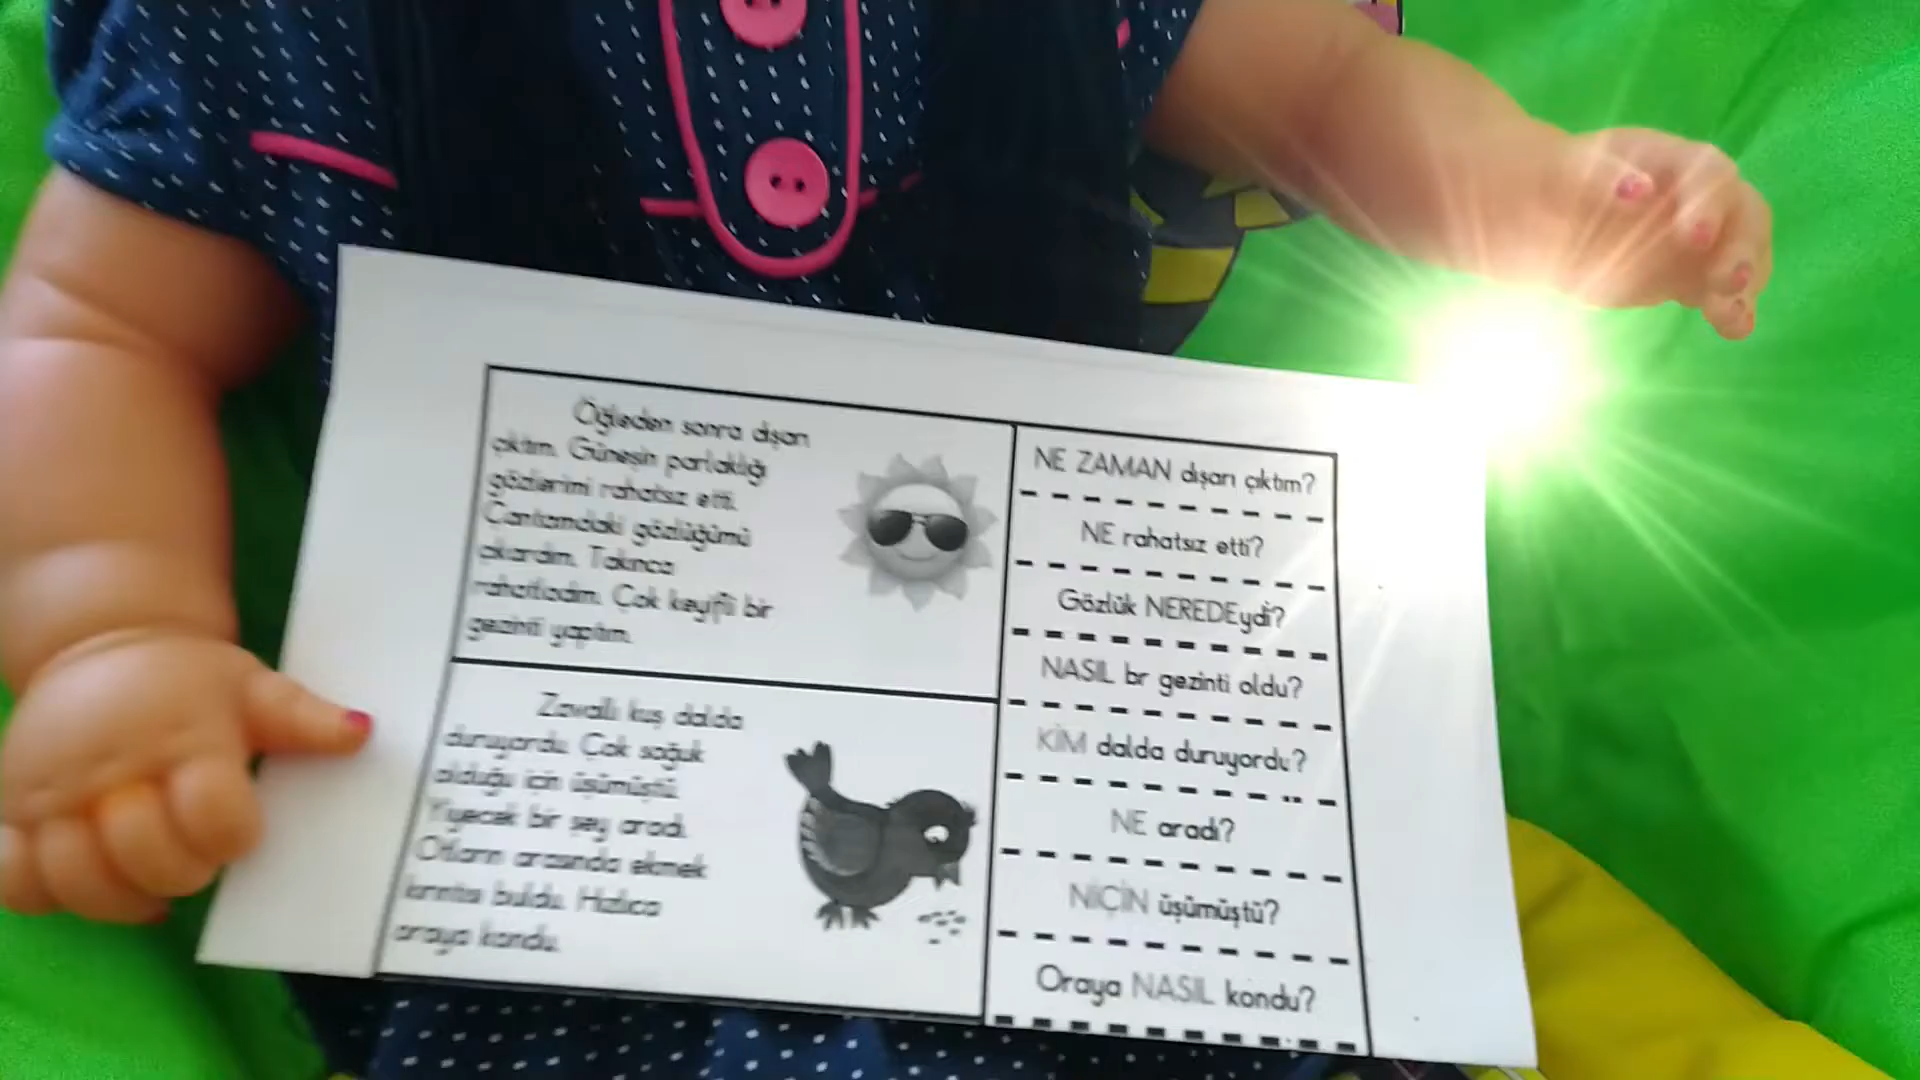 Öğleden sonra dışarı
çıktım. Güneşin parlaklığı
gözlerimi rahatsız etti.
Çantamdaki gözlüğümü
çıkardım. Takınca
rahatladım. Çok keyifli bir
gezinti yaptım.
Zavallı kuş dalda
duruyordu. Çok soğuk
olduğu için üşümüştü.
Yiyecek bir şey aradı.
Otların arasında ekmek
kırıntısı buldu. Hızlıca
oraya kondu.
NE ZAMAN dışarı çıktım?
NE rahatsız etti?
Gözlük NEREDEydi?
NASIL br gezinti oldu?
KİM dalda duruyordu?
NE aradı?
NİÇİN üşümüştü?
Oraya NASIL kondu?